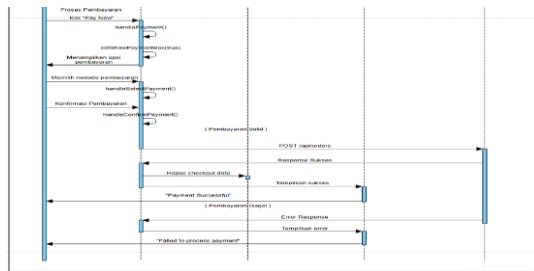 Proses Pembayaran
Klik "Pay Now"
handlePayment()
setShowPaymentBox(true)
Menampilkan opsi
pembayaran
Memilih metode pembayaran
handleSelectPayment()
Konfirmasi Pembayaran
handleConfirmPayment()
[ Pembayaran Valid ]
POST /api/orders
Response Sukses
Hapus checkout data
Tampilkan sukses
"Payment Successful"
[ Pembayaran Gagal ]
Error Response
Tampilkan error
"Failed to process payment"